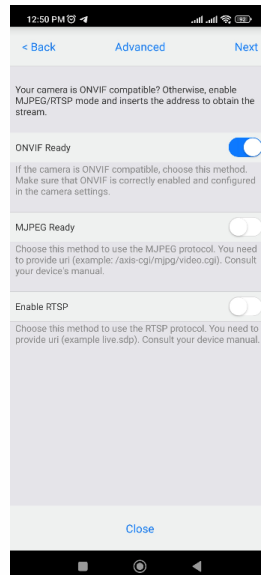 12:50 PM
92
< Back Advanced Next
Your camera is ONVIF compatible? Otherwise, enable
MJPEG/RTSP mode and inserts the address to obtain the
stream.
ONVIF Ready
If the camera is ONVIF compatible, choose this method.
Make sure that ONVIF is correctly enabled and configured
in the camera settings.
MJPEG Ready
Choose this method to use the MJPEG protocol. You need
to provide uri (example: /axis-cgi/mjpg/video.cgi). Consult
your device's manual.
Enable RTSP
Choose this method to use the RTSP protocol. You need to
provide uri (example live.sdp). Consult your device manual.
Close